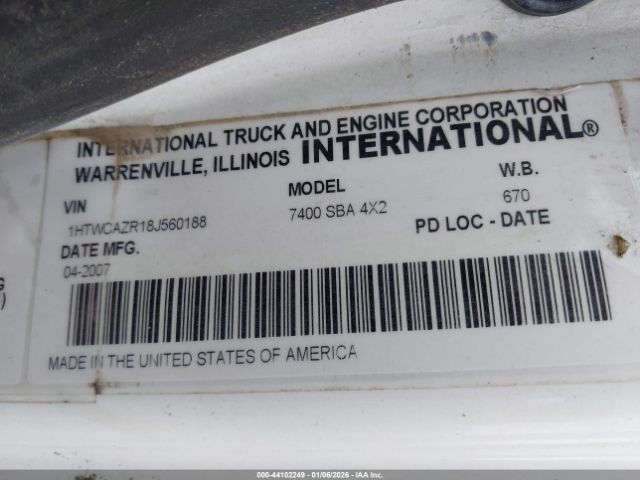 INTERNATIONAL TRUCK AND ENGINE CORPORATION
WARRENVILLE, ILLINOIS INTERNATIONAL®
VIN MODEL W.B.
1HTWCAZR18J560188 7400 SBA 4X2 670
DATE MFG. PD LOC - DATE
04-2007
G
)
MADE IN THE UNITED STATES OF AMERICA
000-44102249 - 01/06/2026 - IAA Inc.